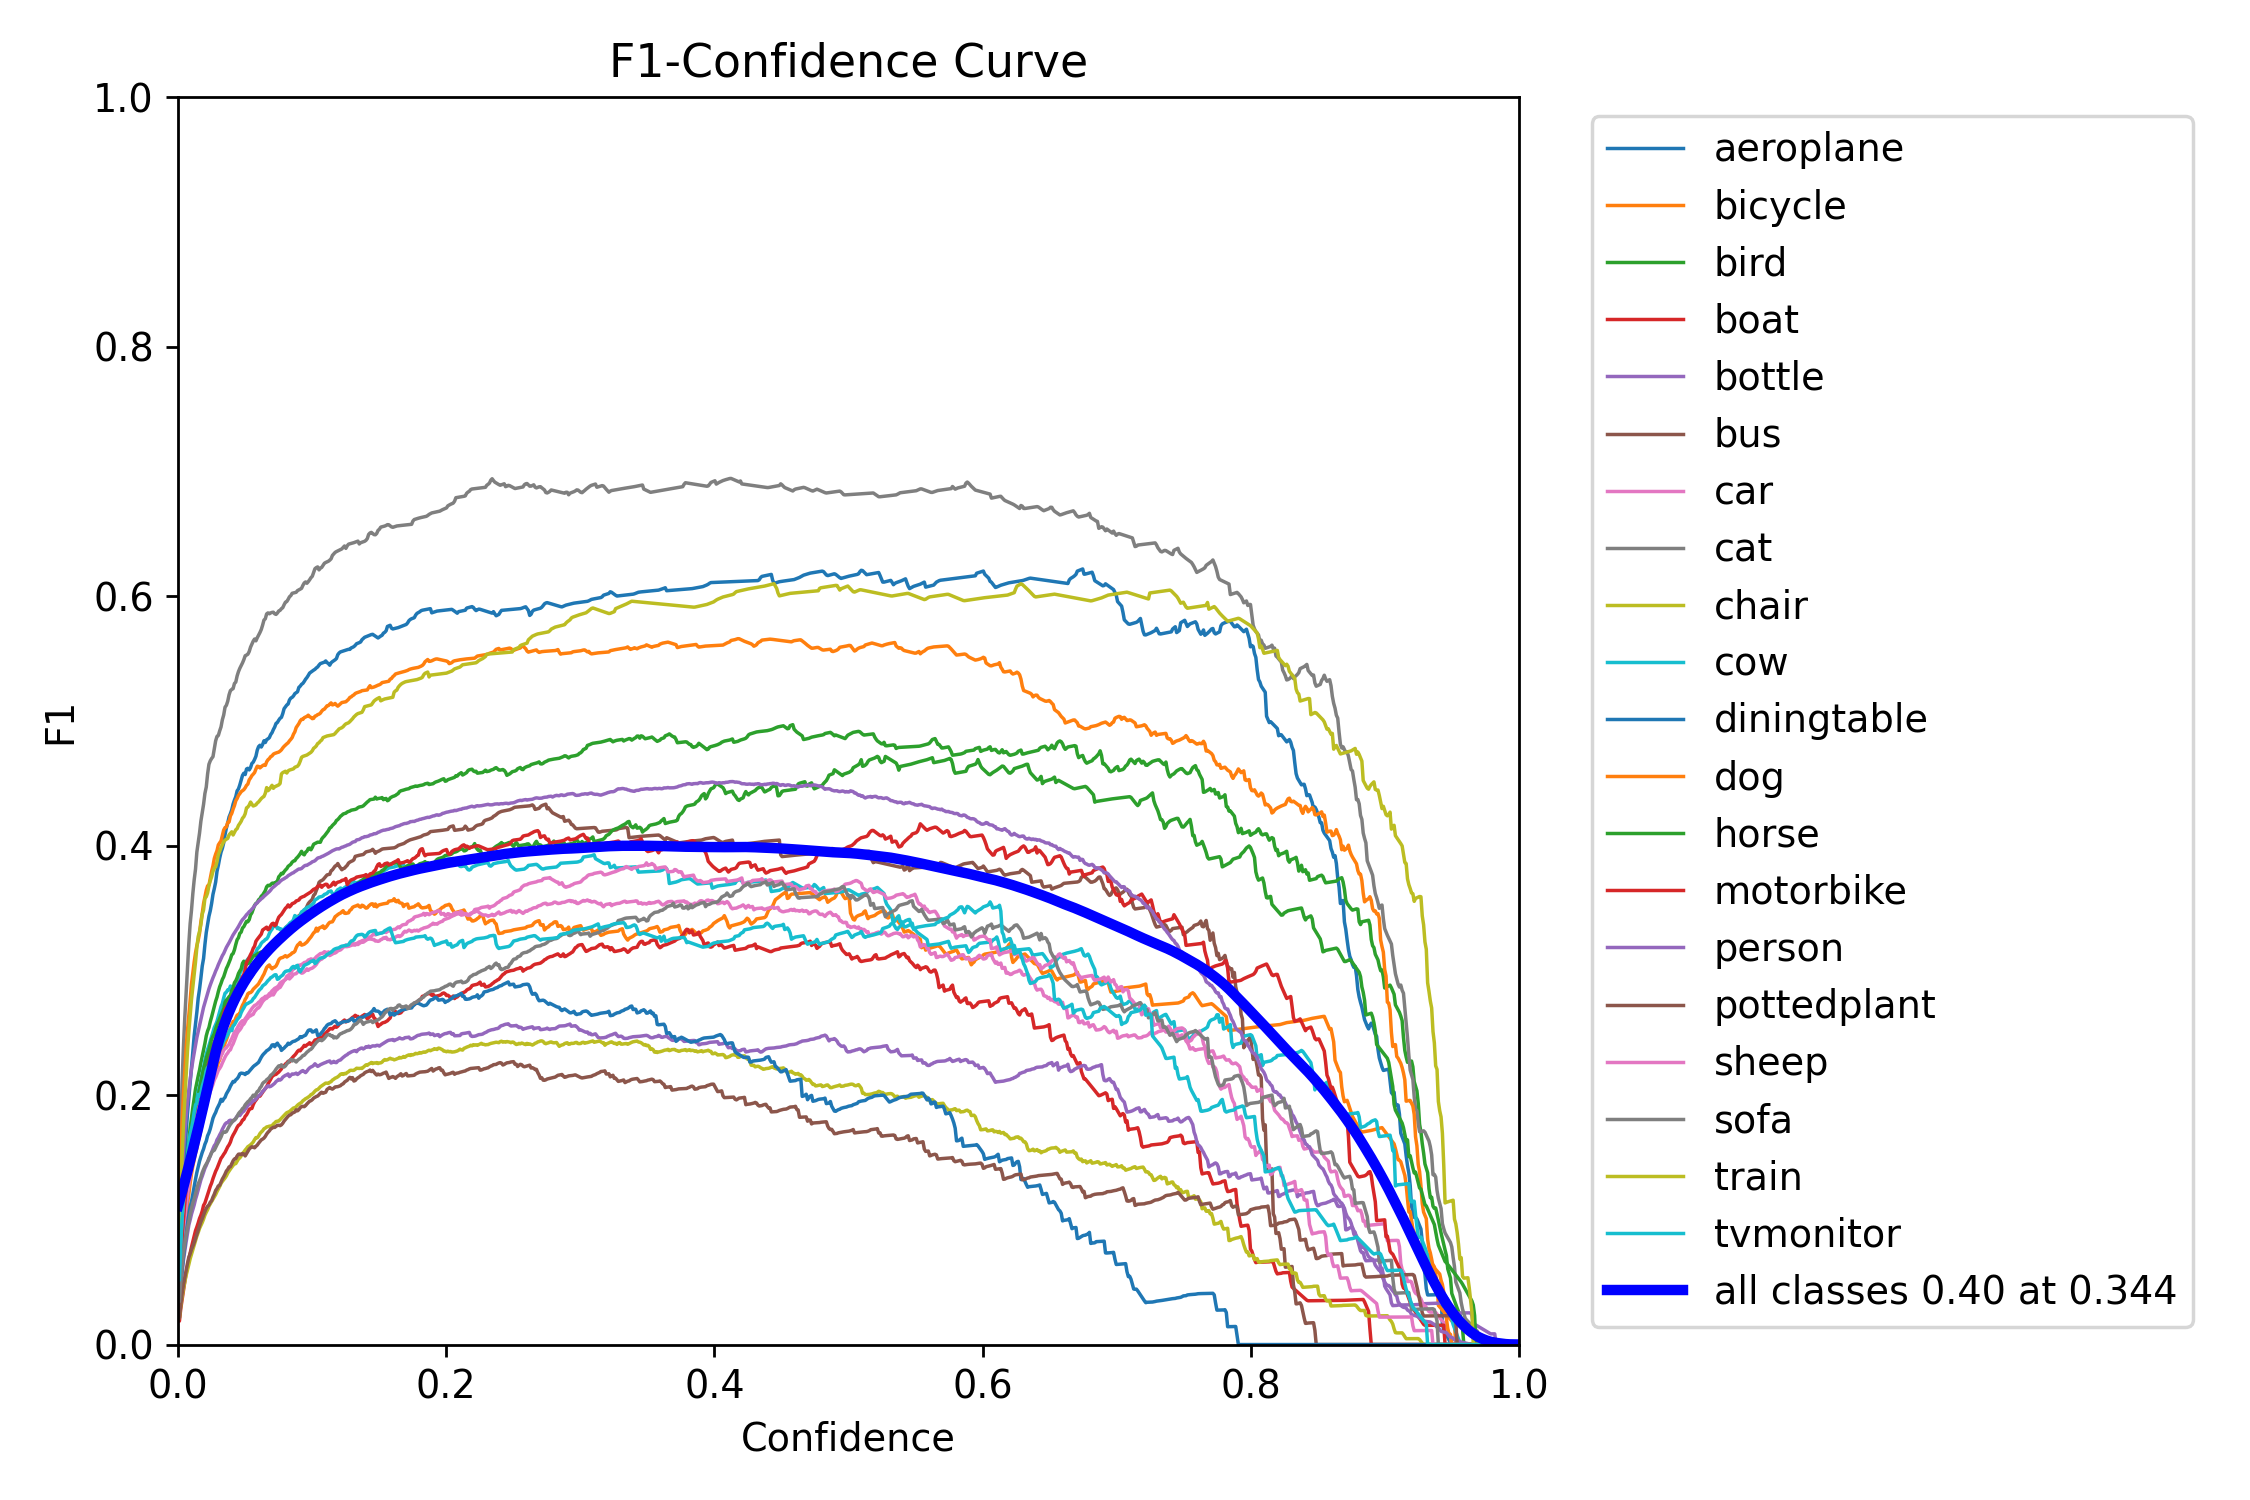 F1-Confidence Curve
1.0
0.8
0.6
0.4
0.2
0.0
F1
0.0 0.2 0.4 0.6 0.8 1.0
Confidence
aeroplane
bicycle
bird
boat
bottle
bus
car
cat
chair
cow
diningtable
dog
horse
motorbike
person
pottedplant
sheep
sofa
train
tvmonitor
all classes 0.40 at 0.344